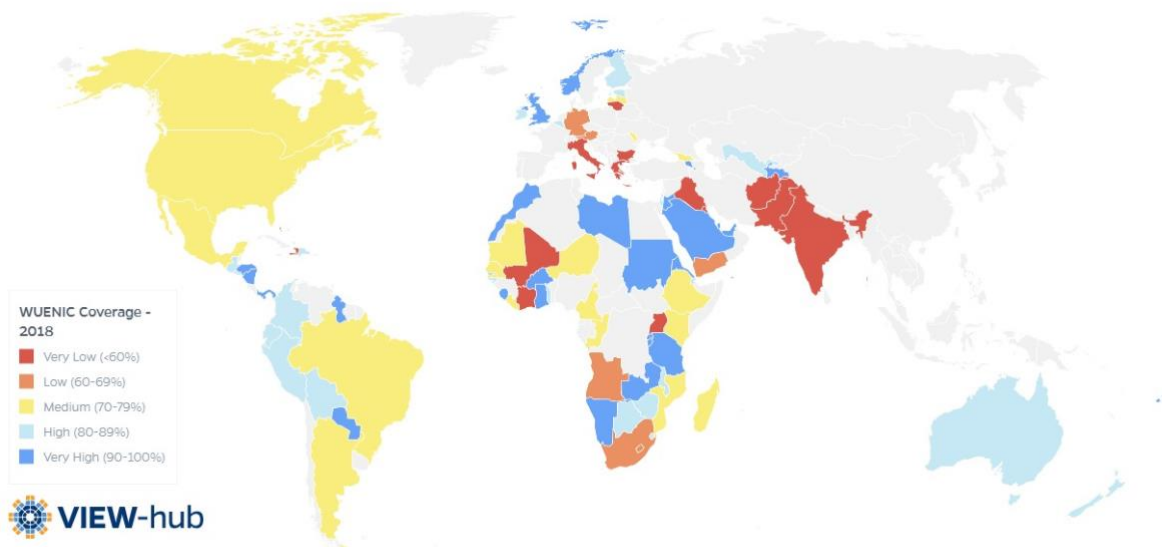 WUENIC Coverage -
2018
Very Low (<60%)
Low (60-69%)
Medium (70-79%)
High (80-89%)
Very High (90-100%)
VIEW-hub